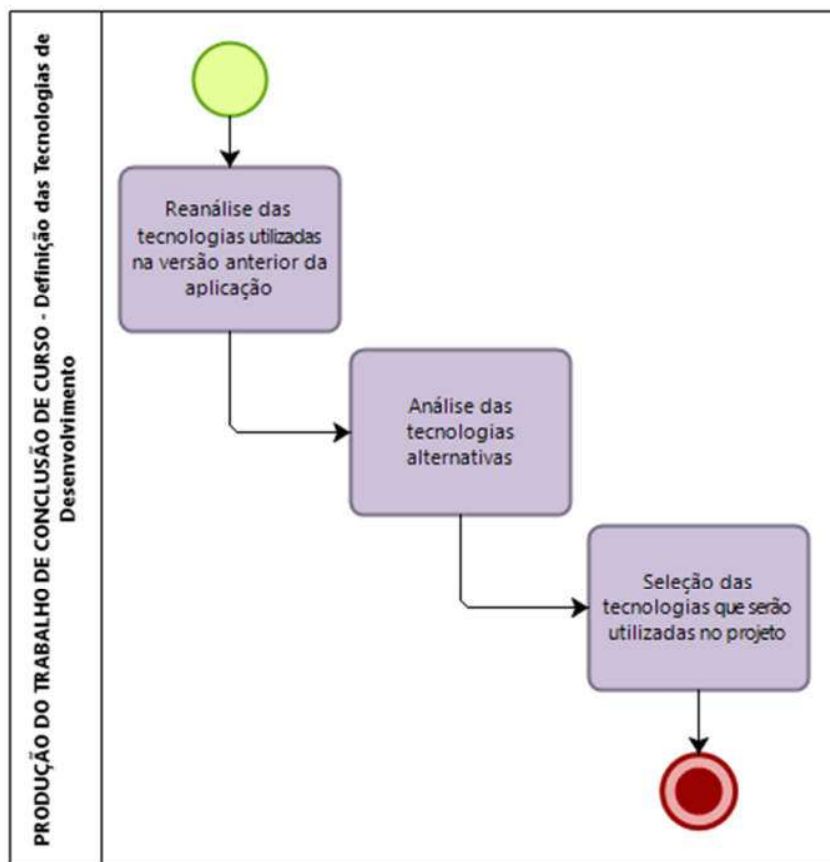 PRODUÇÃO DO TRABALHO DE CONCLUSÃO DE CURSO - Definição das Tecnologias de
Desenvolvimento
Reanálise das
tecnologias utilizadas
na versão anterior da
aplicação
Análise das
tecnologias
alternativas
Seleção das
tecnologias que serão
utilizadas no projeto